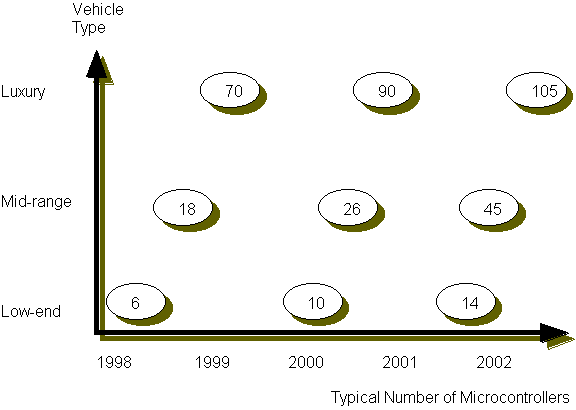 Vehicle
Type
Luxury
70
90
105
Mid-range
18
26
45
Low-end
6
10
14
1998
1999
2000
2001
2002
Typical Number of Microcontrollers